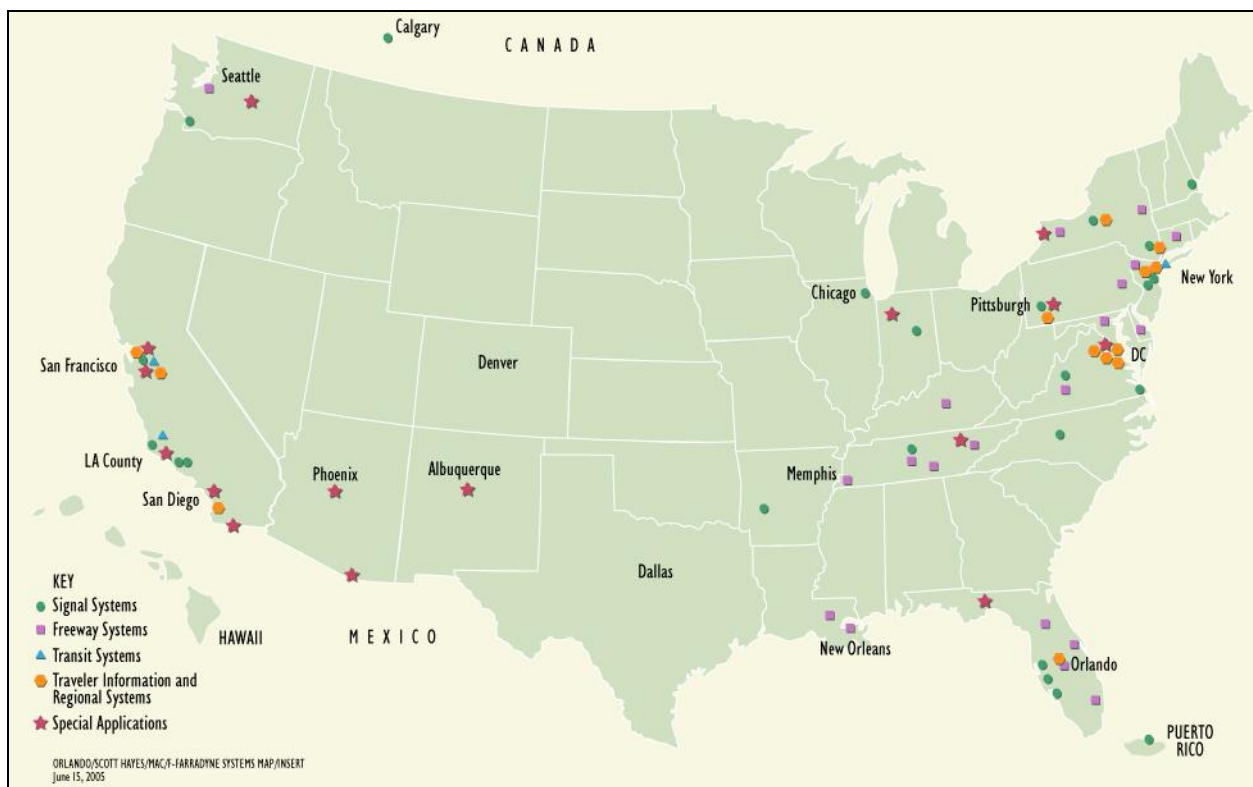 Calgary
C A N A D A
Seattle
Chicago
Pittsburgh
New York
San Francisco
Denver
DC
LA County
Phoenix
Albuquerque
Memphis
San Diego
Dallas
KEY
Signal Systems
Freeway Systems
HAWAII
M E X I C O
New Orleans
Transit Systems
Orlando
Traveler Information and
Regional Systems
Special Applications
PUERTO
RICO
ORLANDO/SCOTT HAYES/MAC/F-FARRADYNE SYSTEMS MAP/INSERT
June 15, 2005